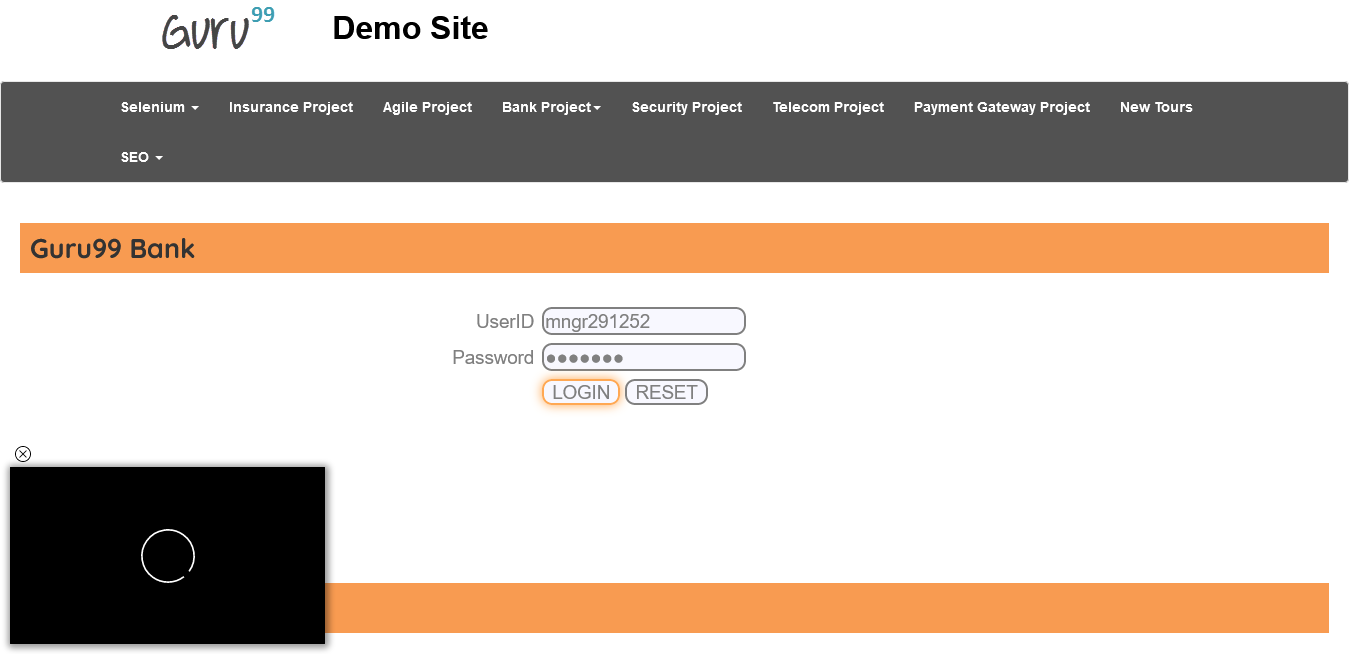 Guru99 Demo Site
Selenium Insurance Project Agile Project Bank Project Security Project Telecom Project Payment Gateway Project New Tours
SEO
Guru99 Bank
UserID mngr291252
Password •••••••
LOGIN RESET